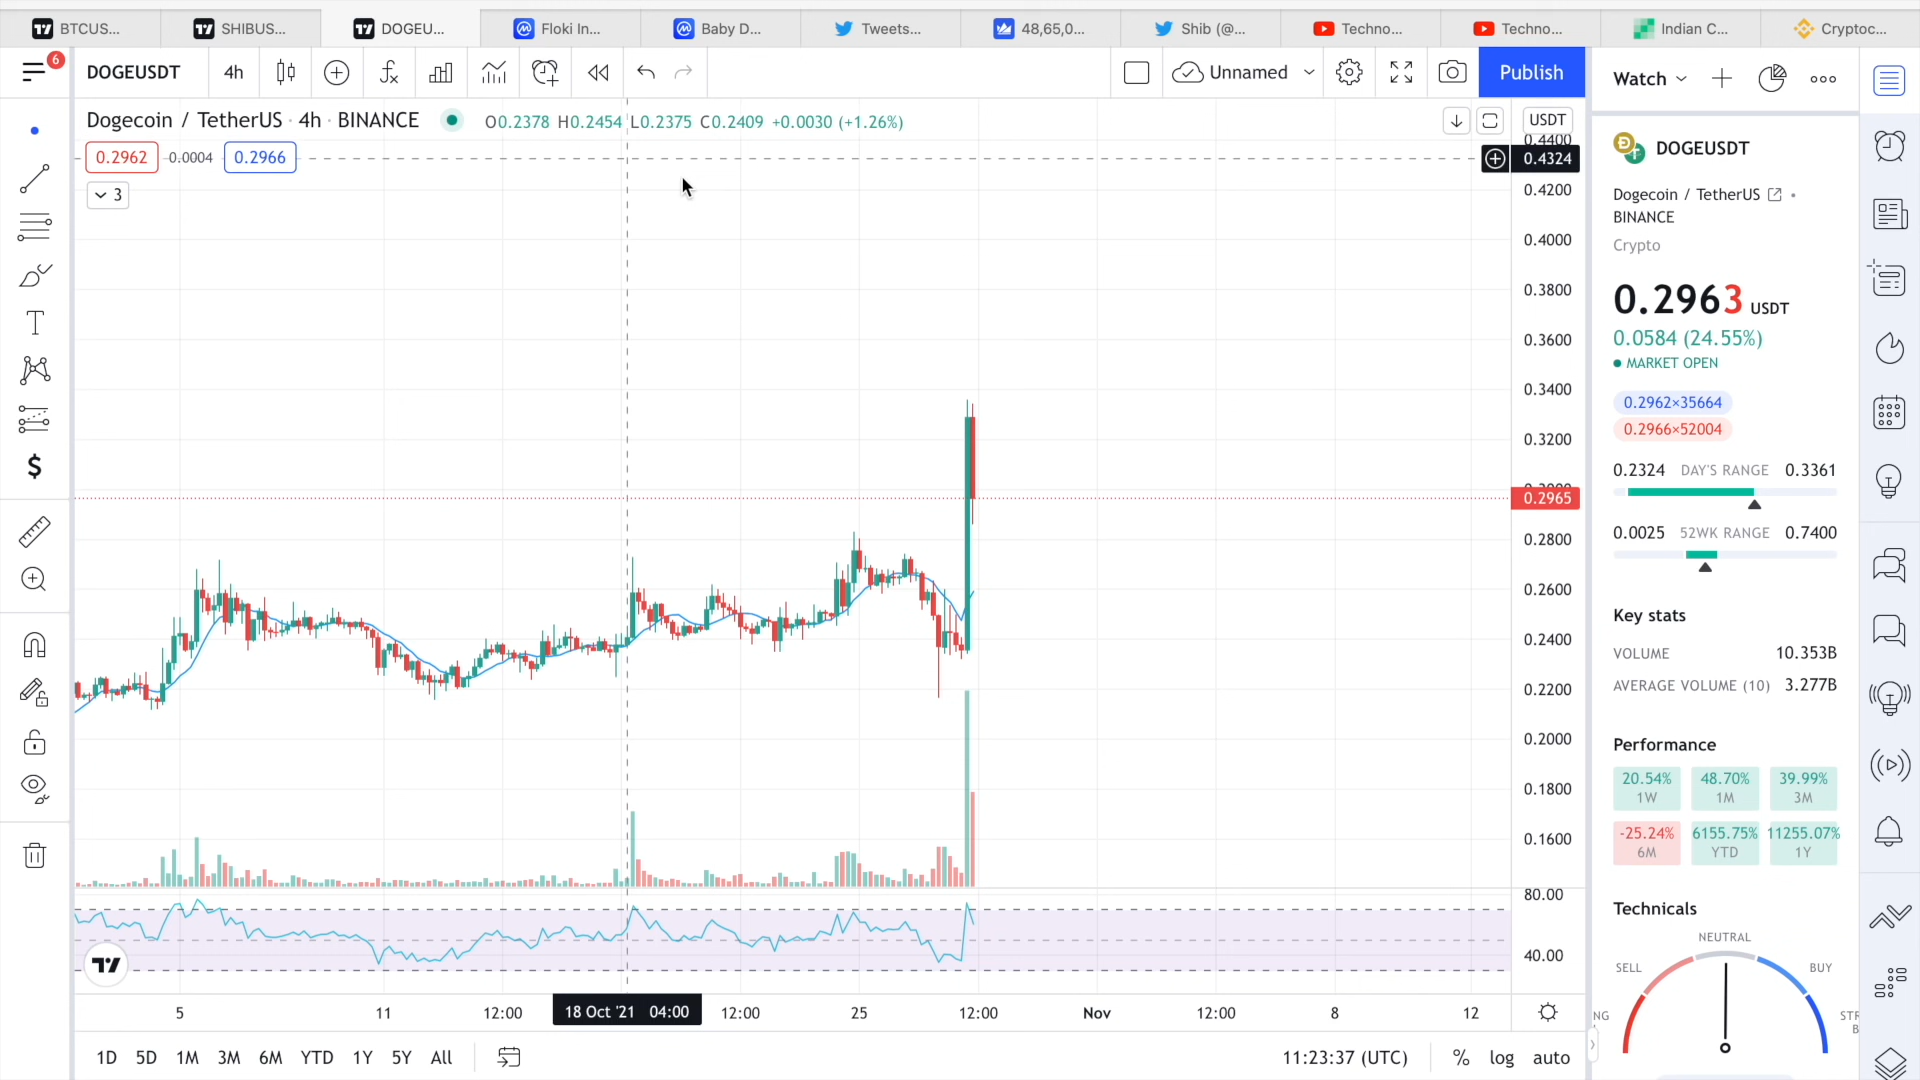 BTCUS...
SHIBUS...
DOGEU...
Floki In...
Baby D...
Tweets...
48,65,0...
Shib (@...
Techno...
Techno...
Indian C...
Cryptoc...
6
DOGEUSDT
4h
Unnamed
Publish
Watch
Dogecoin / TetherUS · 4h · BINANCE
O0.2378 H0.2454 L0.2375 C0.2409 +0.0030 (+1.26%)
0.2962
0.0004
0.2966
3
USDT
0.4400
0.4324
0.4200
0.4000
0.3800
0.3600
0.3400
0.3200
0.2965
0.2800
0.2600
0.2400
0.2200
0.2000
0.1800
0.1600
80.00
40.00
5
11
12:00
18 Oct '21 04:00
12:00
25
12:00
Nov
12:00
8
12
1D 5D 1M 3M 6M YTD 1Y 5Y All
11:23:37 (UTC)
% log auto
DOGEUSDT
Dogecoin / TetherUS
BINANCE
Crypto
0.2963 USDT
0.0584 (24.55%)
MARKET OPEN
0.2962×35664
0.2966×52004
0.2324 DAY'S RANGE 0.3361
0.0025 52WK RANGE 0.7400
Key stats
VOLUME 10.353B
AVERAGE VOLUME (10) 3.277B
Performance
20.54% 48.70% 39.99%
1W 1M 3M
-25.24% 6155.75% 11255.07%
6M YTD 1Y
Technicals
NEUTRAL
SELL BUY
NG STR
B